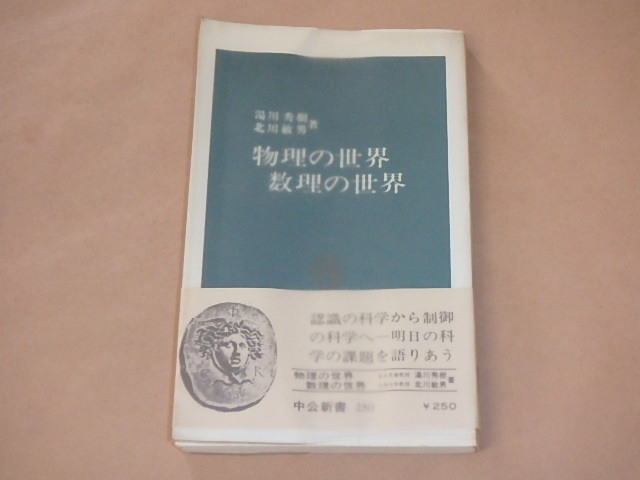 湯川秀樹
北川敏男 著
物理の世界
数理の世界
認識の科学から制御
の科学へ―明日の科
学の課題を語りあう
物理の世界 湯川秀樹
数理の世界 北川敏男 著
中公新書 ¥250